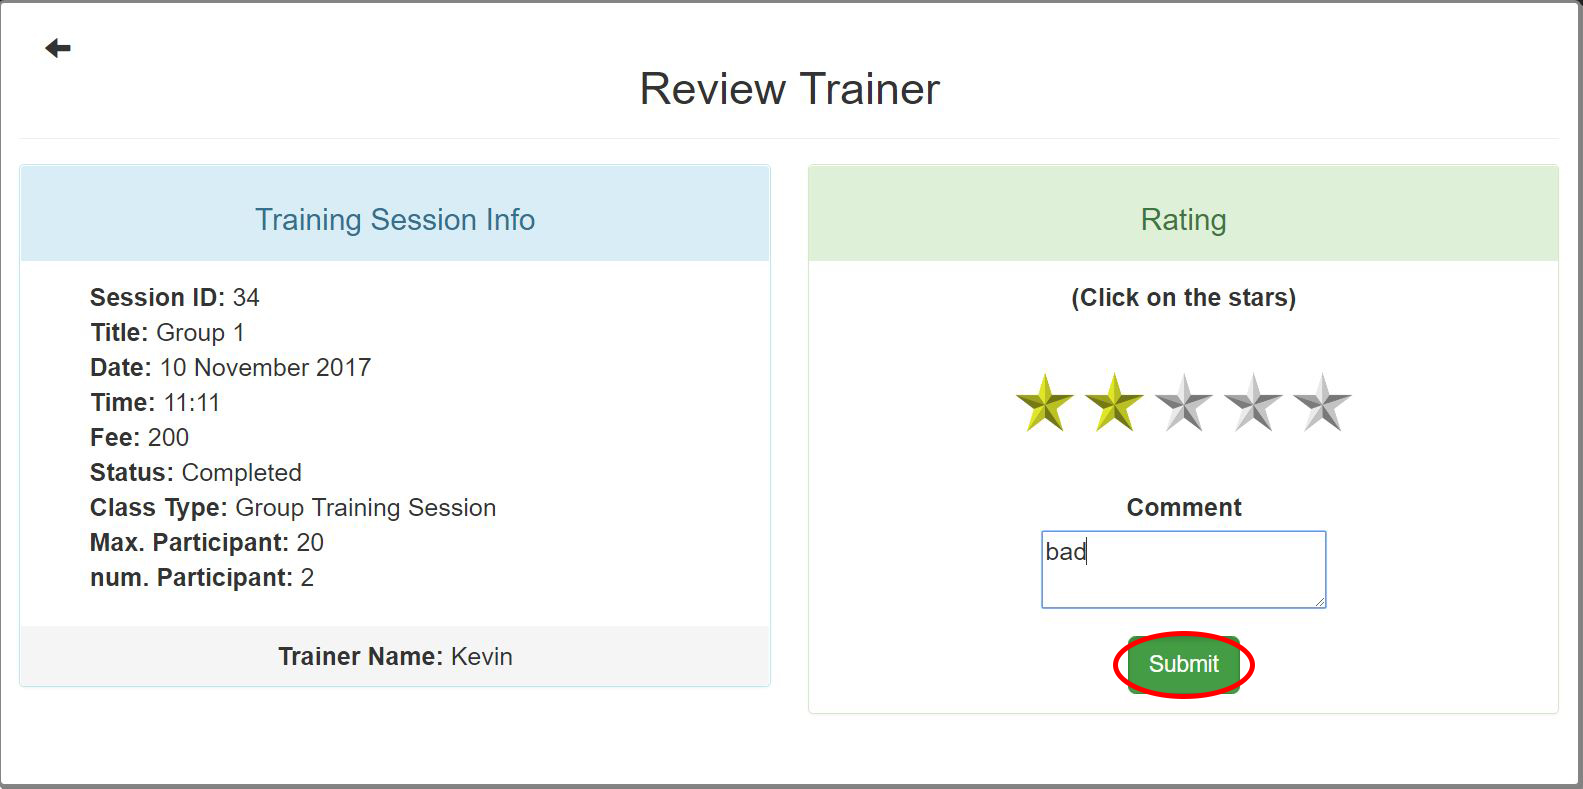 Review Trainer
Training Session Info
Session ID: 34
Title: Group 1
Date: 10 November 2017
Time: 11:11
Fee: 200
Status: Completed
Class Type: Group Training Session
Max. Participant: 20
num. Participant: 2
Trainer Name: Kevin
Rating
(Click on the stars)
Comment
bad
Submit